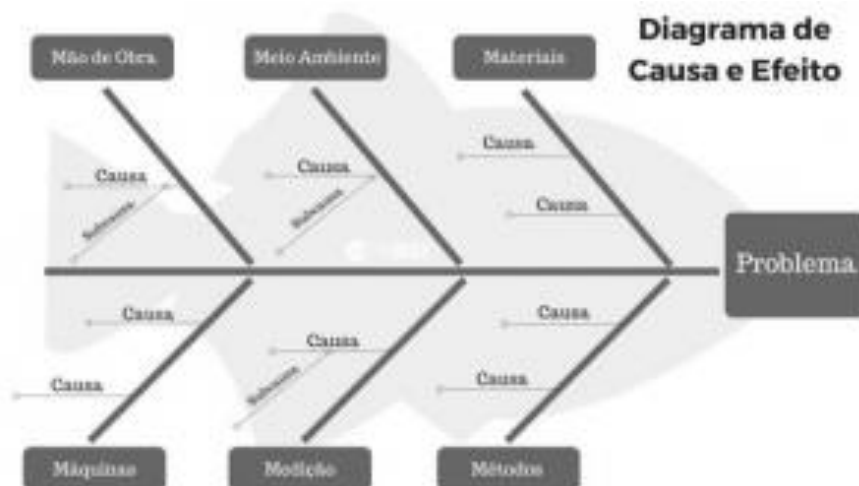 Diagrama de
Causa e Efeito
Mão de Obra
Meio Ambiente
Materiais
Causa
Causa
Causa
Subcausa
Subcausa
Causa
Problema
Causa
Causa
Causa
Causa
Causa
Subcausa
Máquinas
Medição
Métodos